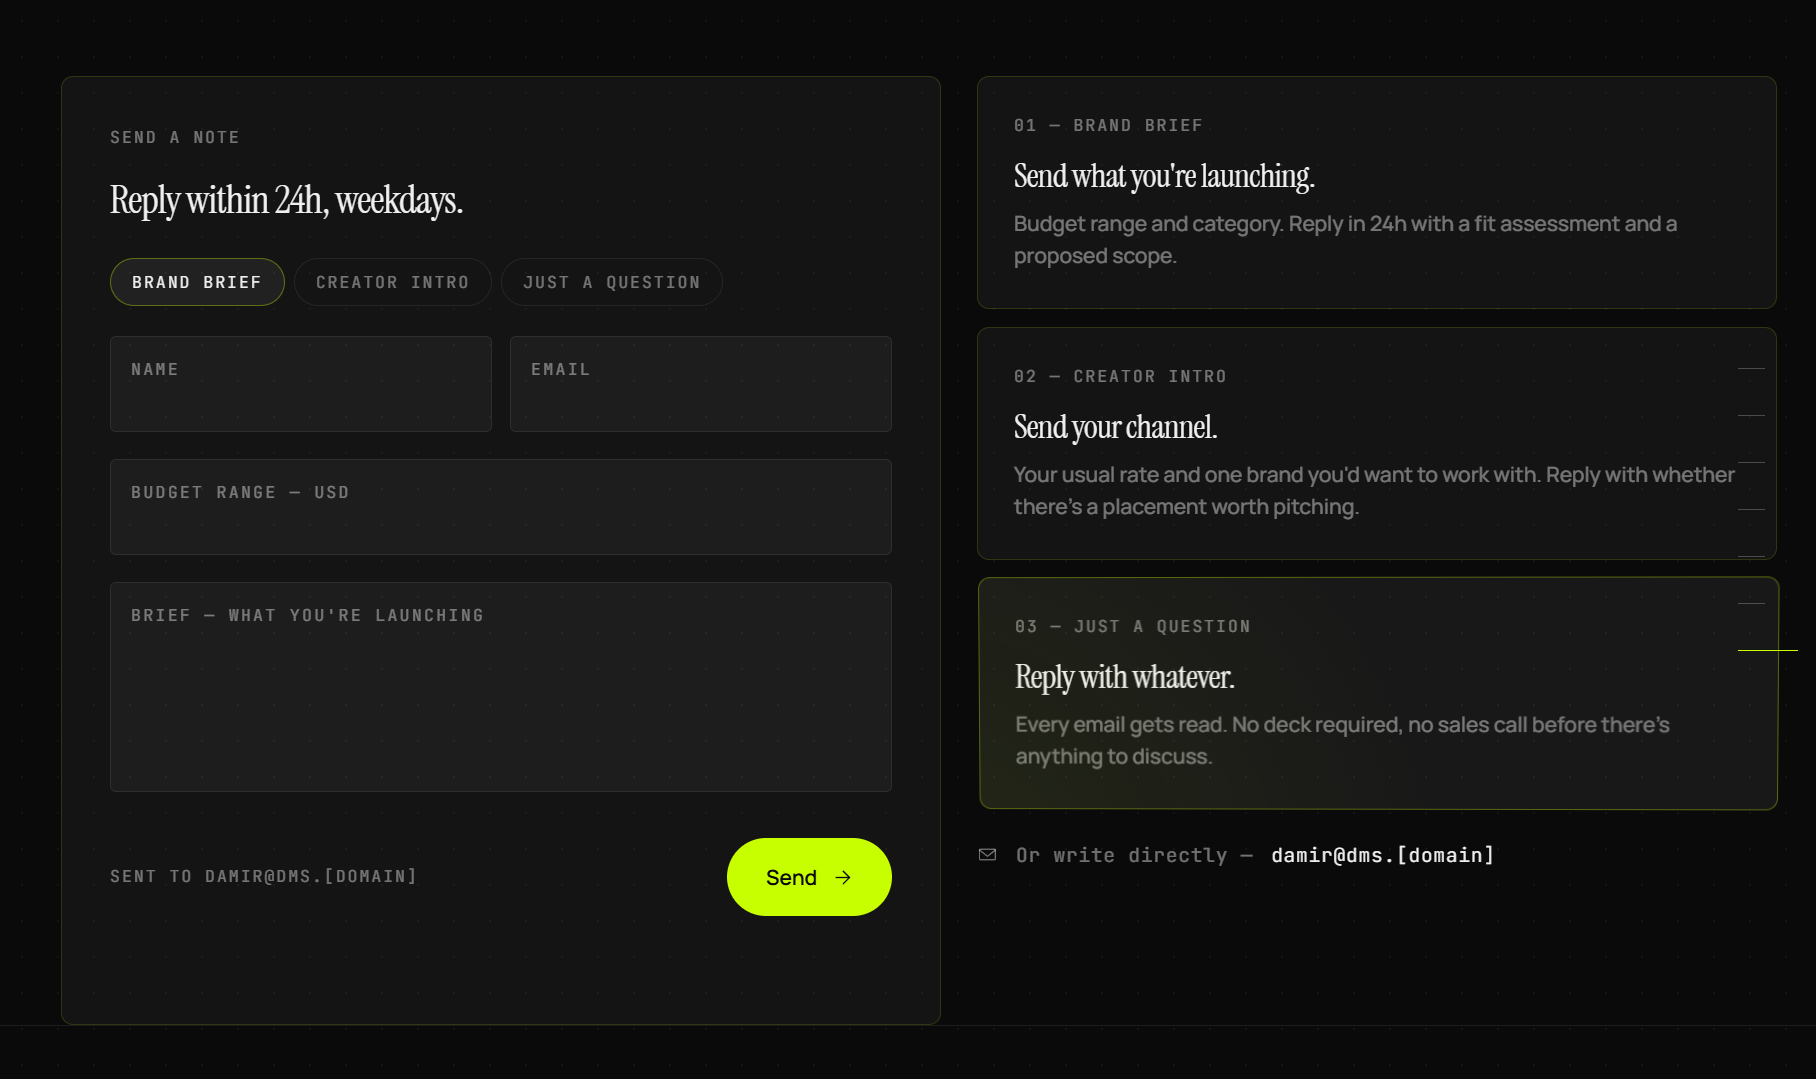 SEND A NOTE
Reply within 24h, weekdays.
BRAND BRIEF
CREATOR INTRO
JUST A QUESTION
NAME
EMAIL
BUDGET RANGE — USD
BRIEF — WHAT YOU'RE LAUNCHING
SENT TO DAMIR@DMS.[DOMAIN]
Send →
01 — BRAND BRIEF
Send what you're launching.
Budget range and category. Reply in 24h with a fit assessment and a
proposed scope.
02 — CREATOR INTRO
Send your channel.
Your usual rate and one brand you'd want to work with. Reply with whether
there's a placement worth pitching.
03 — JUST A QUESTION
Reply with whatever.
Every email gets read. No deck required, no sales call before there's
anything to discuss.
Or write directly — damir@dms.[domain]